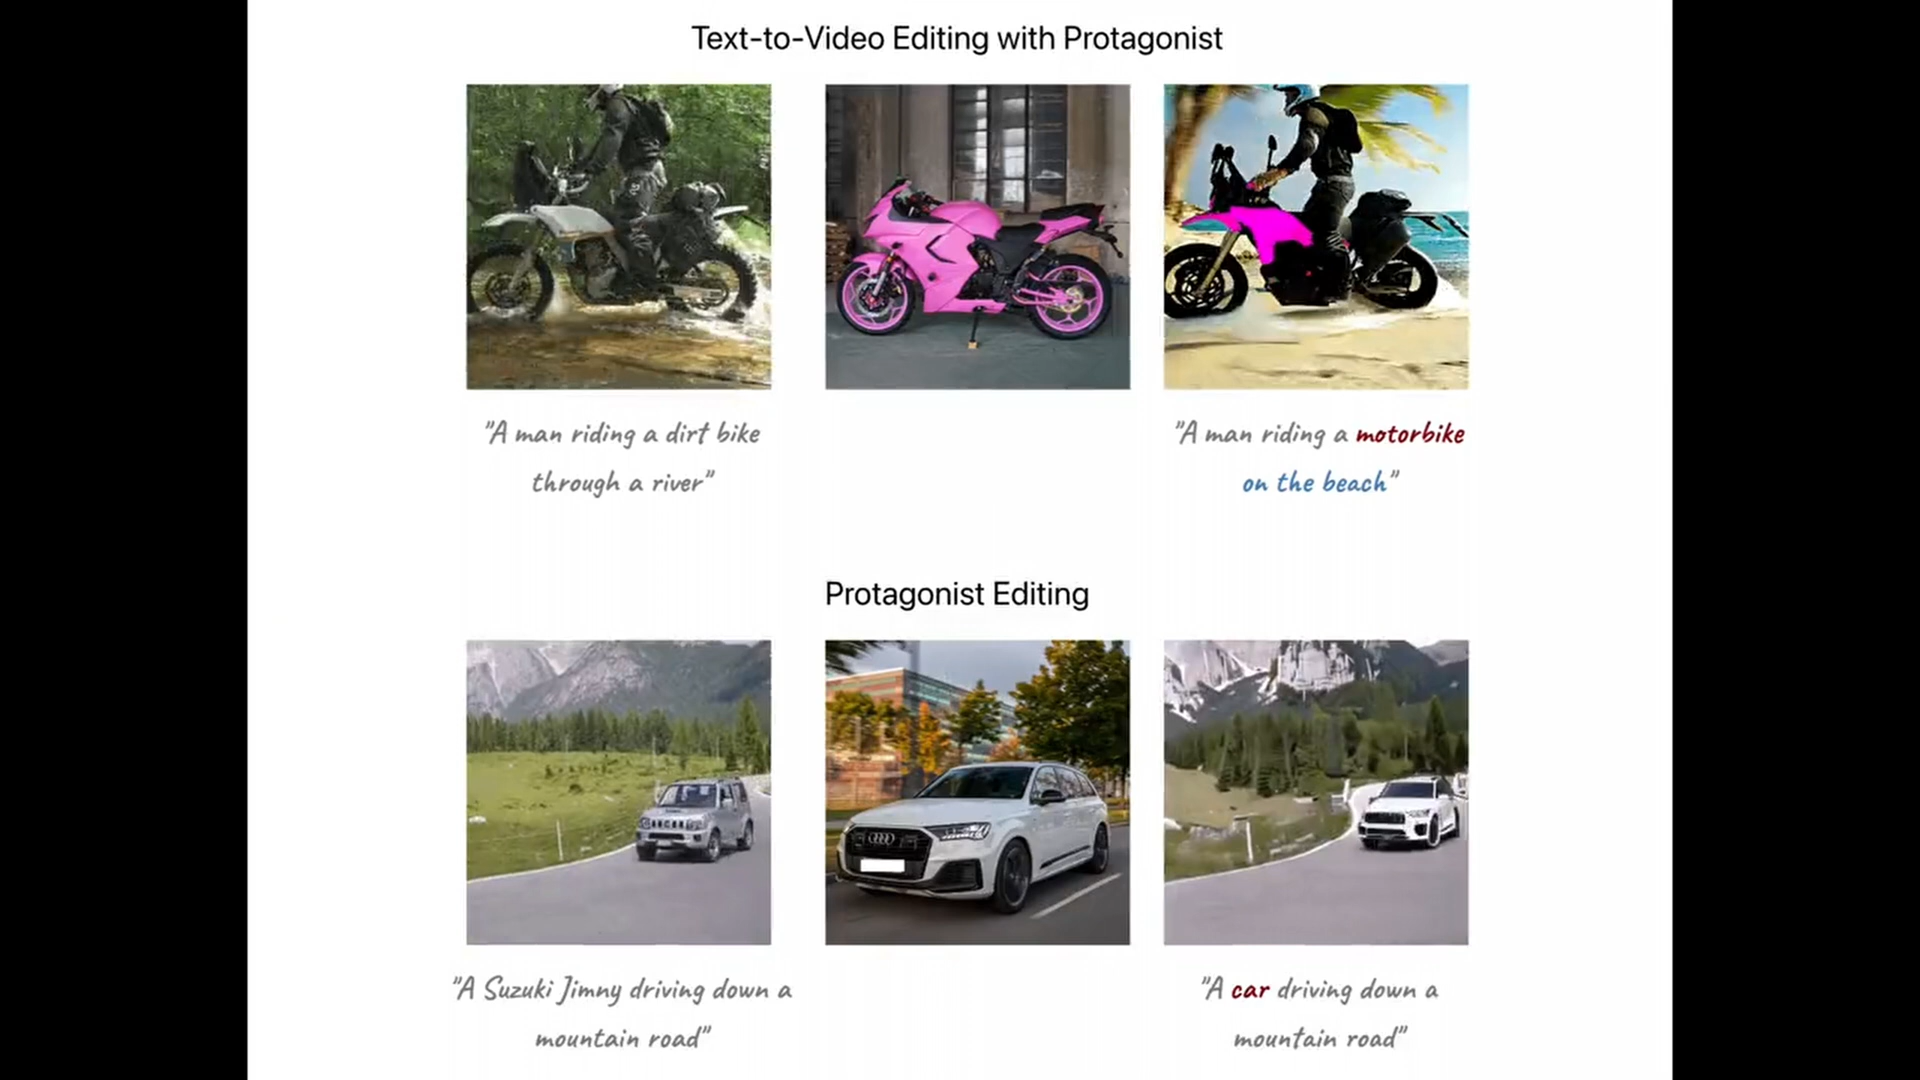 Text-to-Video Editing with Protagonist
"A man riding a dirt bike
through a river"
"A man riding a motorbike
on the beach"
Protagonist Editing
"A Suzuki Jimny driving down a
mountain road"
"A car driving down a
mountain road"